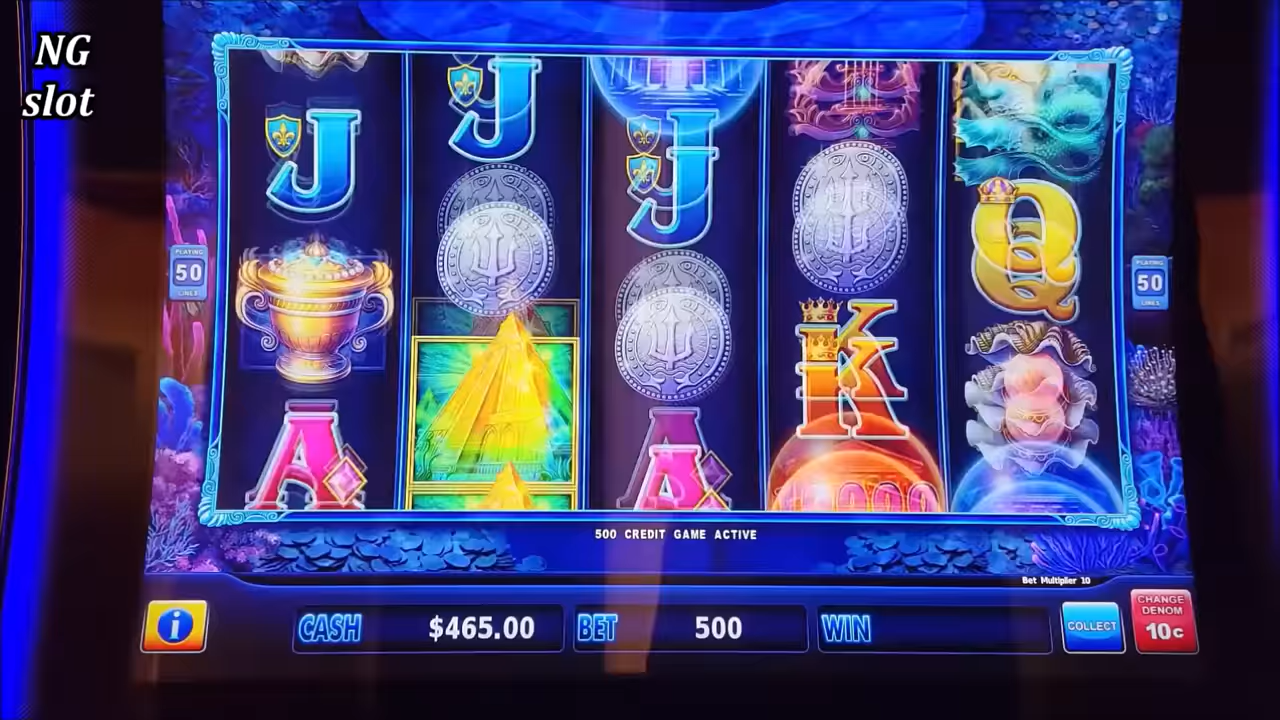 NG
slot
J
J
J
J
Q
Q
PLAYING
50
LINES
PLAYING
50
LINES
K
K
A
A
A
500 CREDIT GAME ACTIVE
Bet Multiplier 10
CASH
$465.00
BET
500
WIN
COLLECT
CHANGE
DENOM
10¢